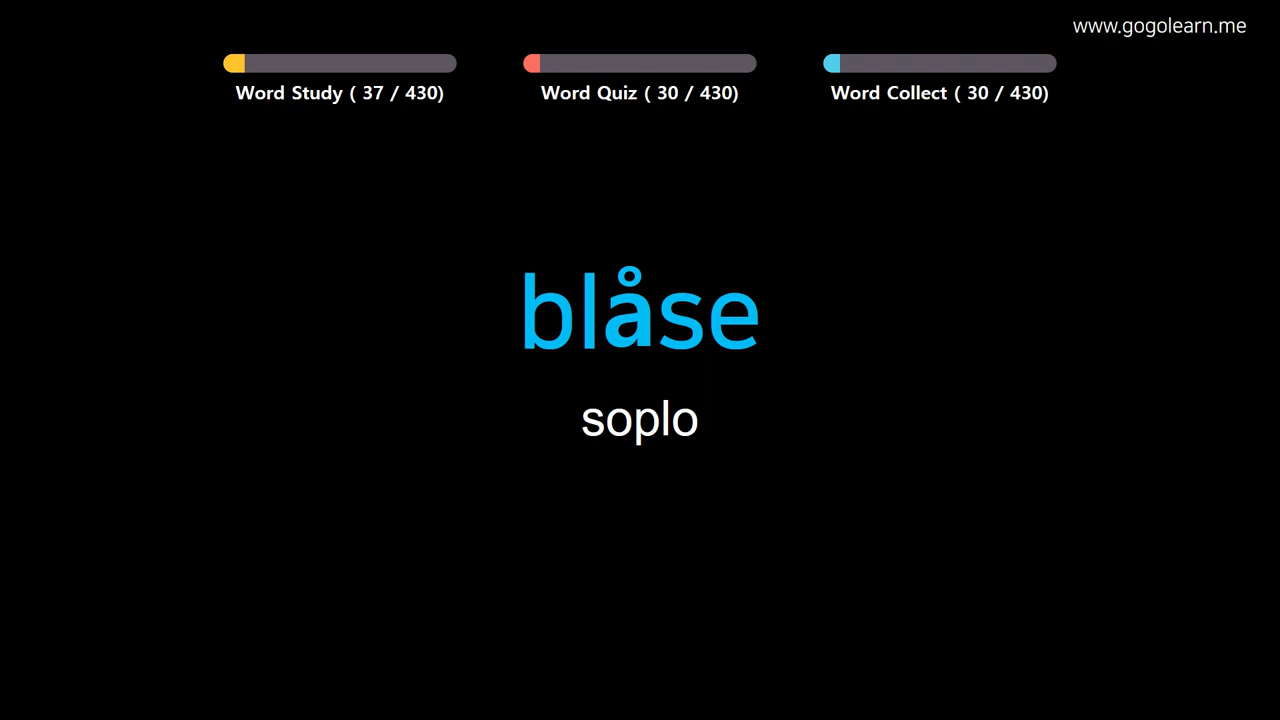 www.gogolearn.me
Word Study ( 37 / 430)
Word Quiz ( 30 / 430)
Word Collect ( 30 / 430)
blåse
soplo